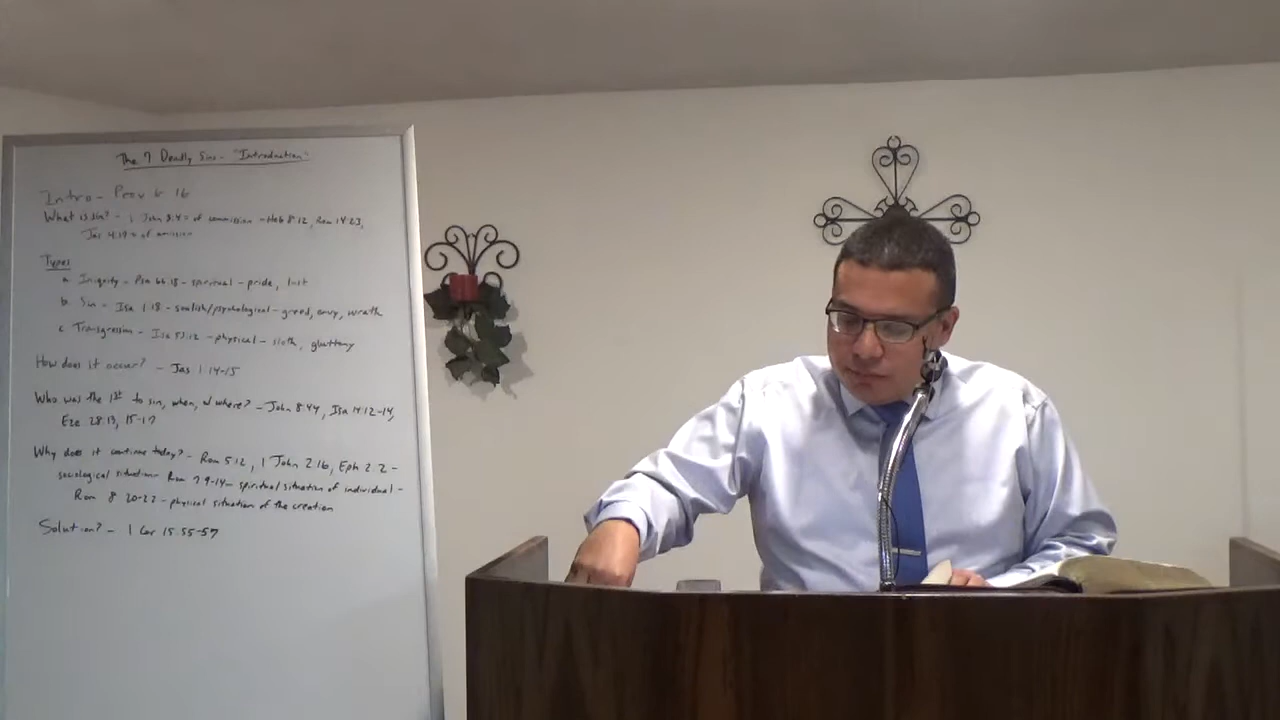 The 7 Deadly Sins - "Introduction"
Intro - Prov 6 16
What is sin? - 1 John 3:4 = of commission - Heb 8:12, Rom 14:23,
Jas 4:17 = of omission
Types
a. Iniquity - Psa 66:18 - spiritual - pride, lust
b. Sin - Isa 1:18 - soulish/psychological - greed, envy, wrath
c. Transgression - Isa 53:12 - physical - sloth, gluttony
How does it occur? - Jas 1:14-15
Who was the 1st to sin, when, & where? - John 8:44, Isa 14:12-14,
Eze 28:13, 15-17
Why does it continue today? - Rom 5:12, 1 John 2:16, Eph 2:2 -
sociological situation - Rom 7 9-14 - spiritual situation of individual -
Rom 8 20-23 - physical situation of the creation
Solution? - 1 Cor 15:55-57